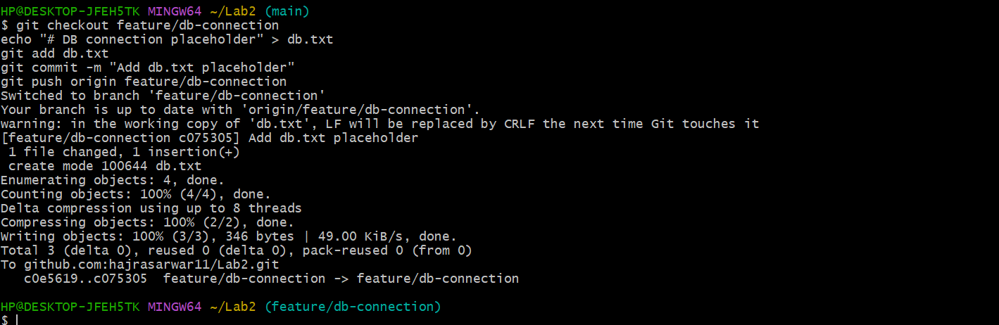 HP@DESKTOP-JFEH5TK MINGW64 ~/Lab2 (main)
$ git checkout feature/db-connection
echo "# DB connection placeholder" > db.txt
git add db.txt
git commit -m "Add db.txt placeholder"
git push origin feature/db-connection
Switched to branch 'feature/db-connection'
Your branch is up to date with 'origin/feature/db-connection'.
warning: in the working copy of 'db.txt', LF will be replaced by CRLF the next time Git touches it
[feature/db-connection c075305] Add db.txt placeholder
 1 file changed, 1 insertion(+)
 create mode 100644 db.txt
Enumerating objects: 4, done.
Counting objects: 100% (4/4), done.
Delta compression using up to 8 threads
Compressing objects: 100% (2/2), done.
Writing objects: 100% (3/3), 346 bytes | 49.00 KiB/s, done.
Total 3 (delta 0), reused 0 (delta 0), pack-reused 0 (from 0)
To github.com:hajrasarwar11/Lab2.git
   c0e5619..c075305  feature/db-connection -> feature/db-connection
HP@DESKTOP-JFEH5TK MINGW64 ~/Lab2 (feature/db-connection)
$